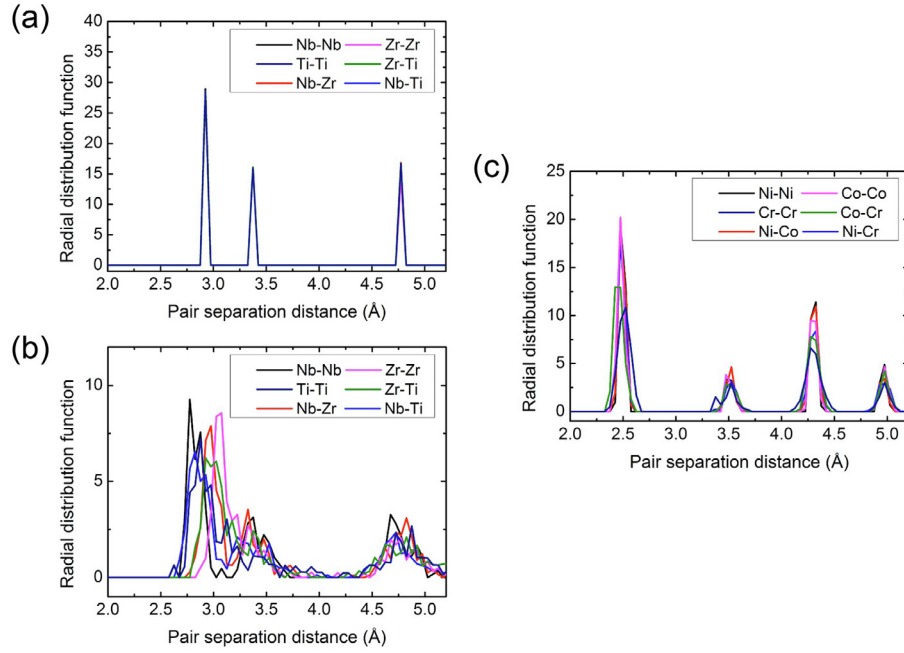 (a)
40
35
30
25
20
15
10
5
0
Radial distribution function
Nb-Nb Zr-Zr
Ti-Ti Zr-Ti
Nb-Zr Nb-Ti
2.0 2.5 3.0 3.5 4.0 4.5 5.0
Pair separation distance (Å)
(b)
10
5
0
Radial distribution function
Nb-Nb Zr-Zr
Ti-Ti Zr-Ti
Nb-Zr Nb-Ti
2.0 2.5 3.0 3.5 4.0 4.5 5.0
Pair separation distance (Å)
(c)
25
20
15
10
5
0
Radial distribution function
Ni-Ni Co-Co
Cr-Cr Co-Cr
Ni-Co Ni-Cr
2.0 2.5 3.0 3.5 4.0 4.5 5.0
Pair separation distance (Å)